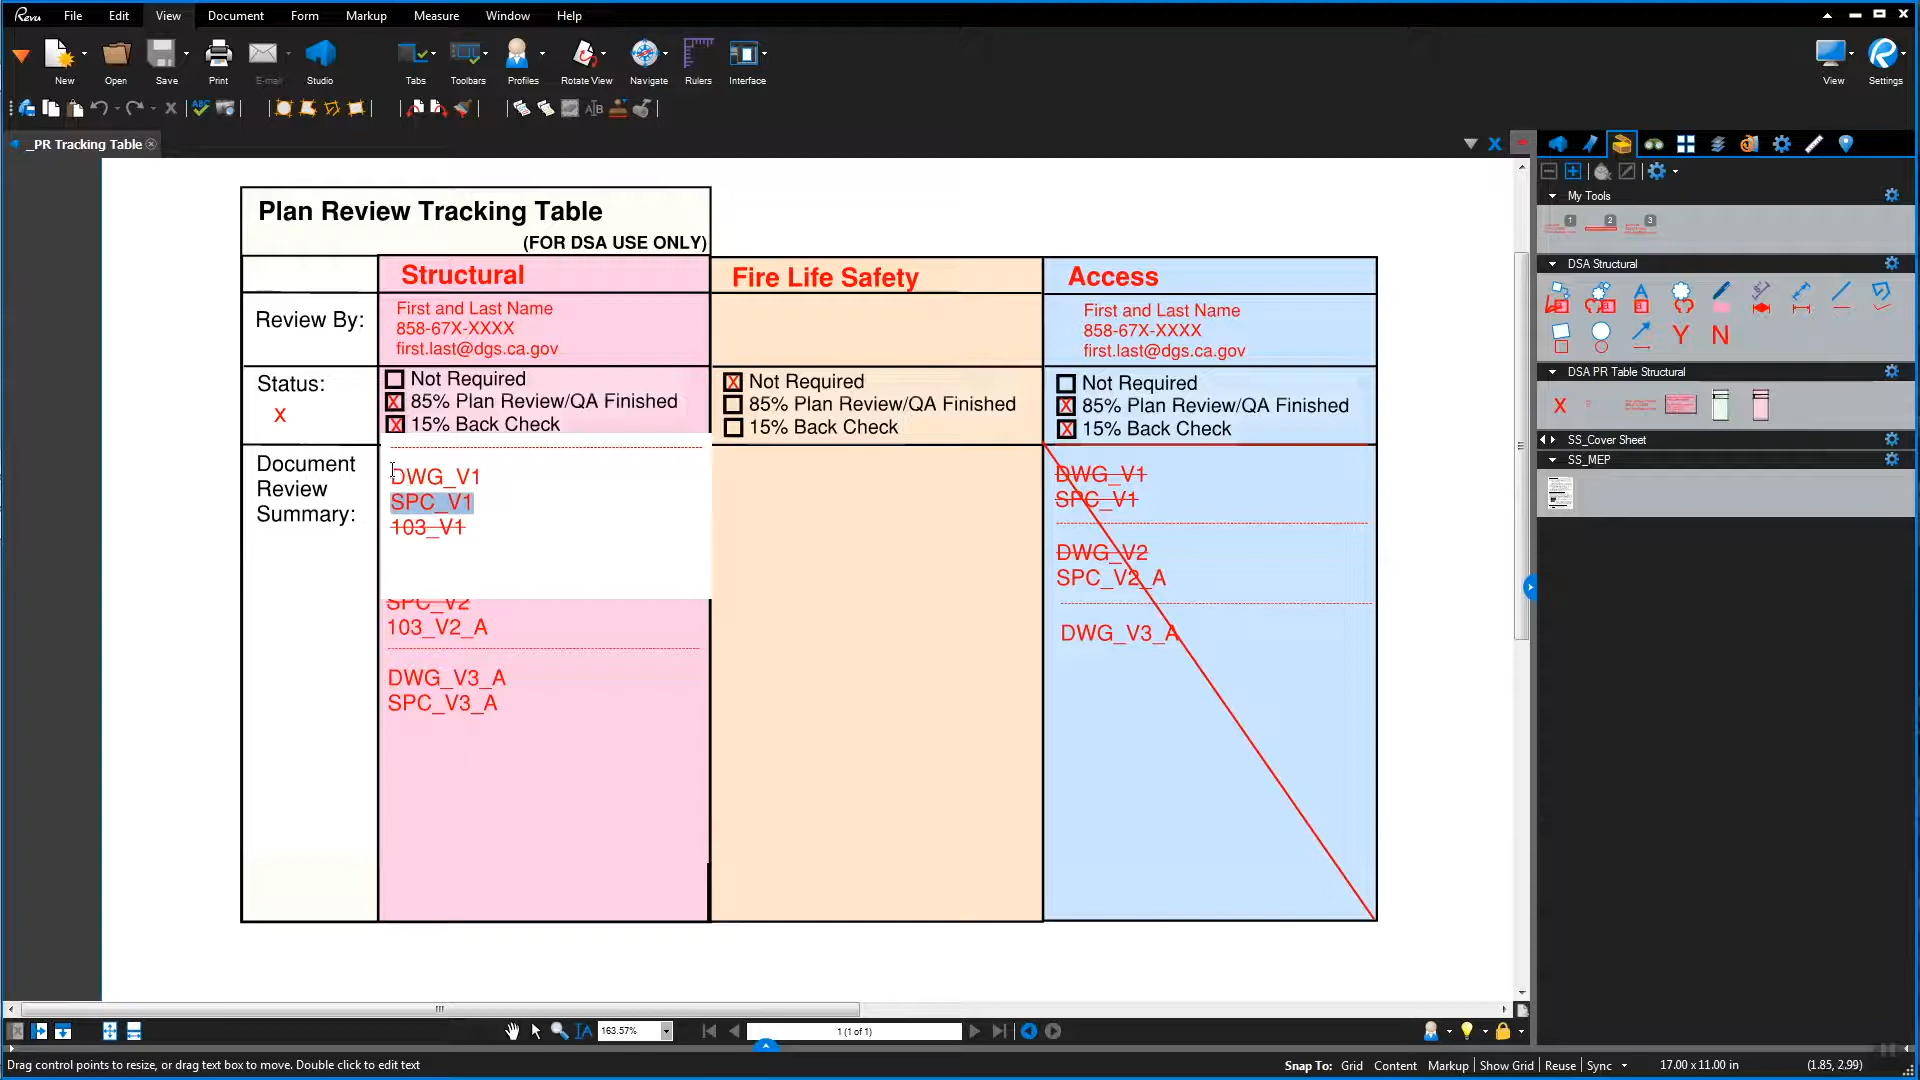 Revu File Edit View Document Form Markup Measure Window Help
New Open Save Print E-mail Studio Tabs Toolbars Profiles Rotate View Navigate Rulers Interface View Settings
_PR Tracking Table
Plan Review Tracking Table
(FOR DSA USE ONLY)
Structural Fire Life Safety Access
Review By:
First and Last Name
858-67X-XXXX
first.last@dgs.ca.gov
First and Last Name
858-67X-XXXX
first.last@dgs.ca.gov
Status:
X
Not Required
X 85% Plan Review/QA Finished
X 15% Back Check
X Not Required
85% Plan Review/QA Finished
15% Back Check
Not Required
X 85% Plan Review/QA Finished
X 15% Back Check
Document
Review
Summary:
DWG_V1
SPC_V1
103_V1
SPC_V2
103_V2_A
DWG_V3_A
SPC_V3_A
DWG_V1
SPC_V1
DWG_V2
SPC_V2_A
DWG_V3_A
My Tools
1 2 3
DSA Structural
Y N
DSA PR Table Structural
X
SS_Cover Sheet
SS_MEP
163.57%
1 (1 of 1)
Drag control points to resize, or drag text box to move. Double click to edit text
Snap To: Grid Content Markup Show Grid Reuse Sync 17.00 x 11.00 in (1.85, 2.99)